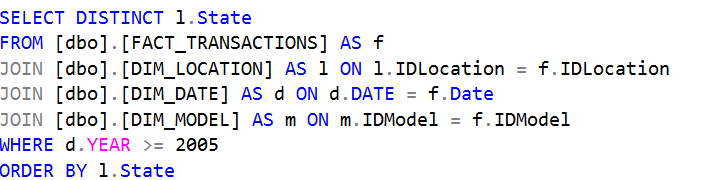 SELECT DISTINCT l.State
FROM [dbo].[FACT_TRANSACTIONS] AS f
JOIN [dbo].[DIM_LOCATION] AS l ON l.IDLocation = f.IDLocation
JOIN [dbo].[DIM_DATE] AS d ON d.DATE = f.Date
JOIN [dbo].[DIM_MODEL] AS m ON m.IDModel = f.IDModel
WHERE d.YEAR >= 2005
ORDER BY l.State